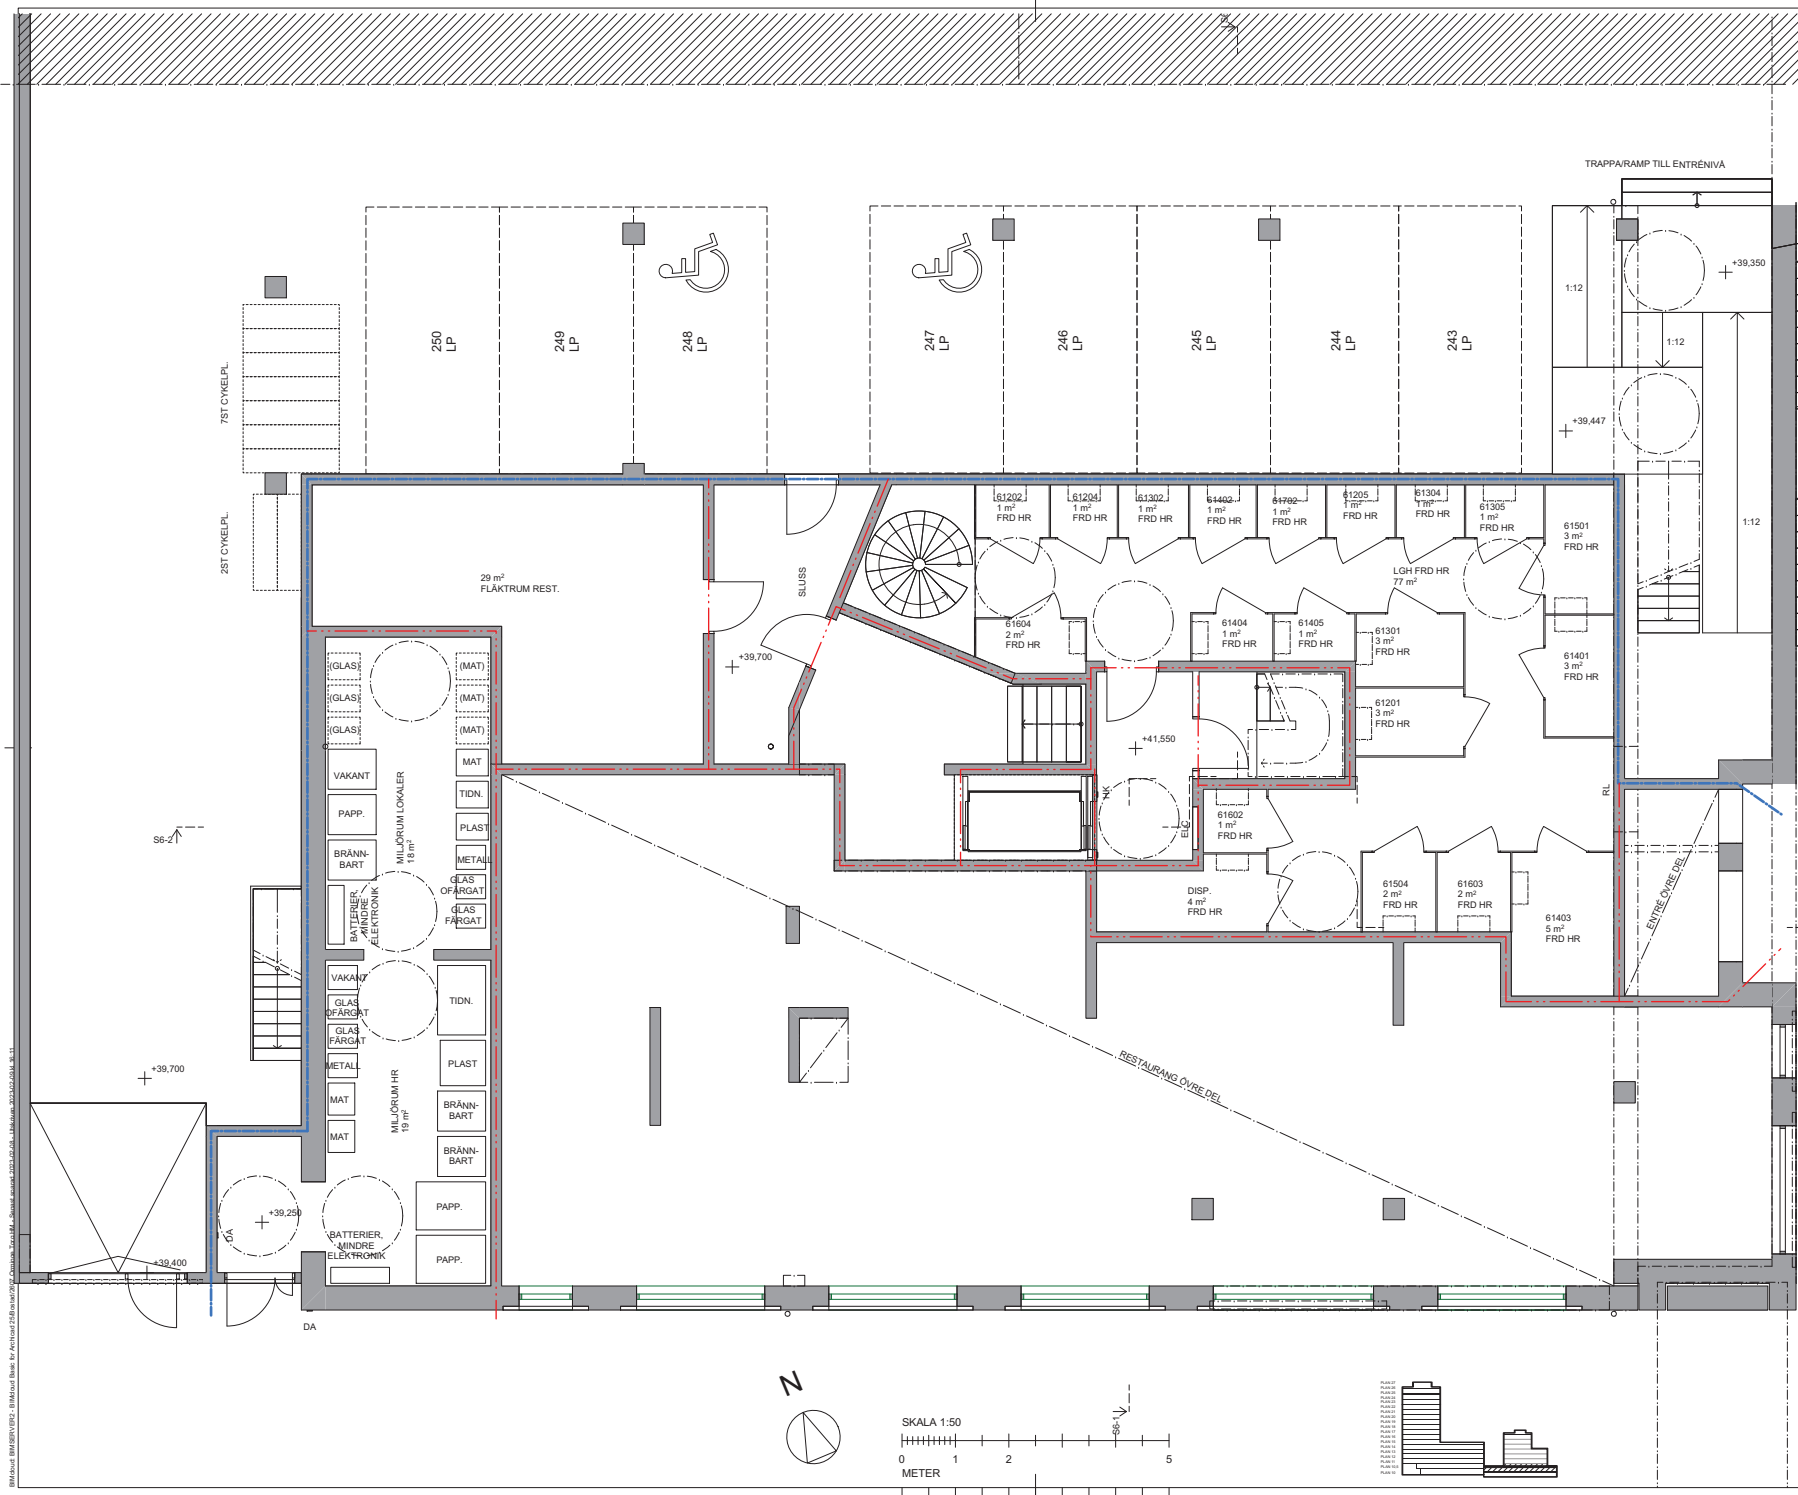 TRAPPA/RAMP TILL ENTRÉNIVÅ
+39,350
1:12
1:12
+39,447
1:12
250
LP
249
LP
248
LP
247
LP
246
LP
245
LP
244
LP
243
LP
7ST CYKELPL.
2ST CYKELPL.
29 m²
FLÄKTRUM REST.
SLUSS
+39,700
61202
1 m²
FRD HR
61204
1 m²
FRD HR
61302
1 m²
FRD HR
61402
1 m²
FRD HR
61702
1 m²
FRD HR
61205
1 m²
FRD HR
61304
1 m²
FRD HR
61305
1 m²
FRD HR
61501
3 m²
FRD HR
LGH FRD HR
77 m²
61604
2 m²
FRD HR
61404
1 m²
FRD HR
61405
1 m²
FRD HR
61301
3 m²
FRD HR
61401
3 m²
FRD HR
61201
3 m²
FRD HR
+41,550
HK
ELC
RL
61602
1 m²
FRD HR
DISP.
4 m²
FRD HR
61504
2 m²
FRD HR
61603
2 m²
FRD HR
61403
5 m²
FRD HR
ENTRÉ ÖVRE DEL
RESTAURANG ÖVRE DEL
(GLAS)
(GLAS)
(GLAS)
(MAT)
(MAT)
(MAT)
VAKANT
PAPP.
BRÄNN-
BART
BATTERIER,
MINDRE
ELEKTRONIK
MILJÖRUM LOKALER
18 m²
MAT
TIDN.
PLAST
METALL
GLAS
OFÄRGAT
GLAS
FÄRGAT
VAKANT
GLAS
OFÄRGAT
GLAS
FÄRGAT
METALL
MAT
MAT
MILJÖRUM HR
19 m²
TIDN.
PLAST
BRÄNN-
BART
BRÄNN-
BART
PAPP.
PAPP.
BATTERIER,
MINDRE
ELEKTRONIK
S6-2
+39,700
+39,250
DA
+39,400
DA
N
SKALA 1:50
0 1 2 5
METER
S6-1